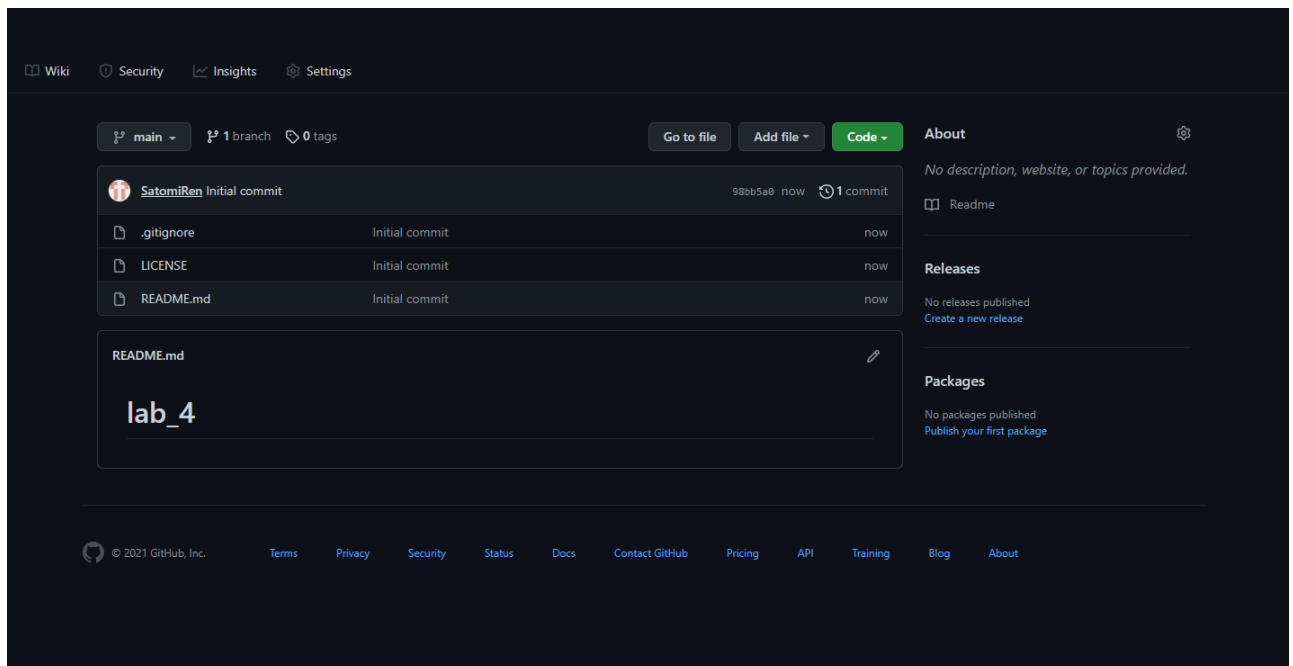 Wiki Security Insights Settings
main 1 branch 0 tags Go to file Add file Code
SatomiRen Initial commit 98bb5a0 now 1 commit
.gitignore Initial commit now
LICENSE Initial commit now
README.md Initial commit now
README.md
lab_4
About
No description, website, or topics provided.
Readme
Releases
No releases published
Create a new release
Packages
No packages published
Publish your first package
© 2021 GitHub, Inc. Terms Privacy Security Status Docs Contact GitHub Pricing API Training Blog About